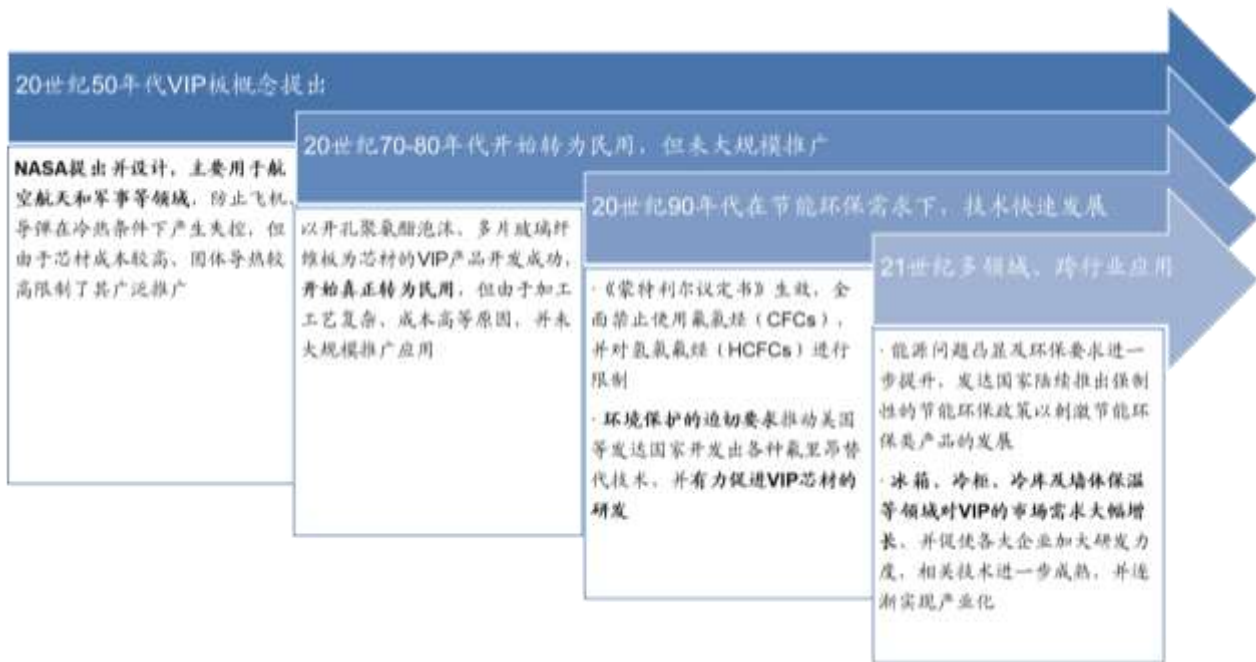 20世纪50年代VIP板概念提出
NASA提出并设计，主要用于航
空航天和军事等领域，防止飞机、
导弹在冷热条件下产生失控，但
由于芯材成本较高、固体导热较
高限制了其广泛推广
20世纪70-80年代开始转为民用，但未大规模推广
以开孔聚氨酯泡沫、多片玻璃纤
维板为芯材的VIP产品开发成功，
开始真正转为民用，但由于加工
工艺复杂、成本高等原因，并未
大规模推广应用
20世纪90年代在节能环保需求下，技术快速发展
·《蒙特利尔议定书》生效，全
面禁止使用氟氯烃（CFCs），
并对氢氯氟烃（HCFCs）进行
限制
·环境保护的迫切要求推动美国
等发达国家开发出各种氟里昂替
代技术，并有力促进VIP芯材的
研发
21世纪多领域、跨行业应用
·能源问题凸显及环保要求进一
步提升，发达国家陆续推出强制
性的节能环保政策以刺激节能环
保类产品的发展
·冰箱、冷柜、冷库及墙体保温
等领域对VIP的市场需求大幅增
长，并促使各大企业加大研发力
度，相关技术进一步成熟，并逐
渐实现产业化